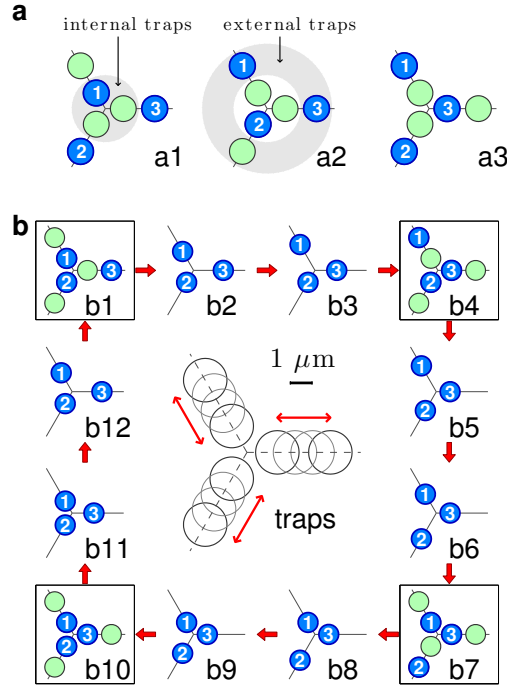 a
internal traps external traps
1 2 3 a1
1 2 3 a2
1 2 3 a3
b
1 2 3 b1
1 2 3 b2
1 2 3 b3
1 2 3 b4
1 2 3 b12
1 μm
1 2 3 b5
1 2 3 b11
traps
1 2 3 b6
1 2 3 b10
1 2 3 b9
1 2 3 b8
1 2 3 b7